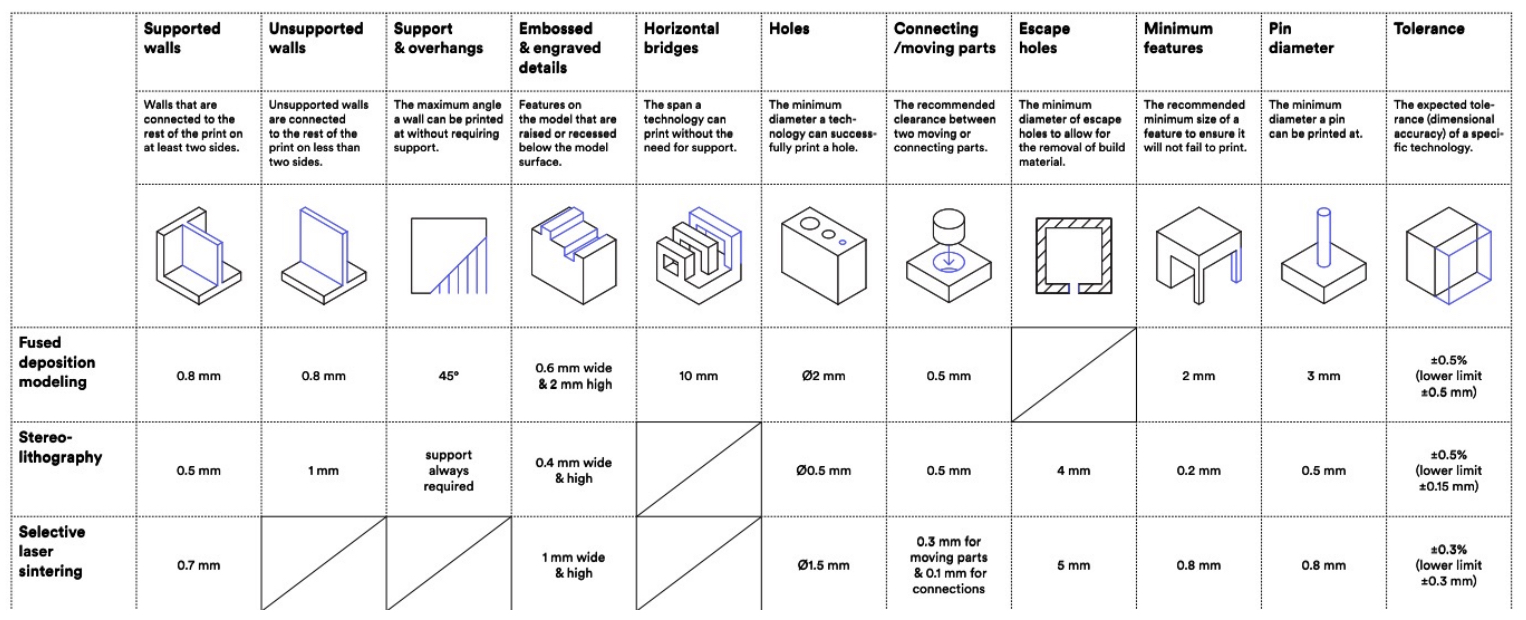 Supported
walls
Unsupported
walls
Support
& overhangs
Embossed
& engraved
details
Horizontal
bridges
Holes
Connecting
/moving parts
Escape
holes
Minimum
features
Pin
diameter
Tolerance
Walls that are
connected to the
rest of the print on
at least two sides.
Unsupported walls
are connected
to the rest of the
print on less than
two sides.
The maximum angle
a wall can be printed
at without requiring
support.
Features on
the model that are
raised or recessed
below the model
surface.
The span a
technology can
print without the
need for support.
The minimum
diameter a tech-
nology can success-
fully print a hole.
The recommended
clearance between
two moving or
connecting parts.
The minimum
diameter of escape
holes to allow for
the removal of build
material.
The recommended
minimum size of a
feature to ensure it
will not fail to print.
The minimum
diameter a pin
can be printed at.
The expected tole-
rance (dimensional
accuracy) of a speci-
fic technology.
Fused
deposition
modeling
0.8 mm
0.8 mm
45°
0.6 mm wide
& 2 mm high
10 mm
Ø2 mm
0.5 mm
2 mm
3 mm
±0.5%
(lower limit
±0.5 mm)
Stereo-
lithography
0.5 mm
1 mm
support
always
required
0.4 mm wide
& high
Ø0.5 mm
0.5 mm
4 mm
0.2 mm
0.5 mm
±0.5%
(lower limit
±0.15 mm)
Selective
laser
sintering
0.7 mm
1 mm wide
& high
Ø1.5 mm
0.3 mm for
moving parts
& 0.1 mm for
connections
5 mm
0.8 mm
0.8 mm
±0.3%
(lower limit
±0.3 mm)